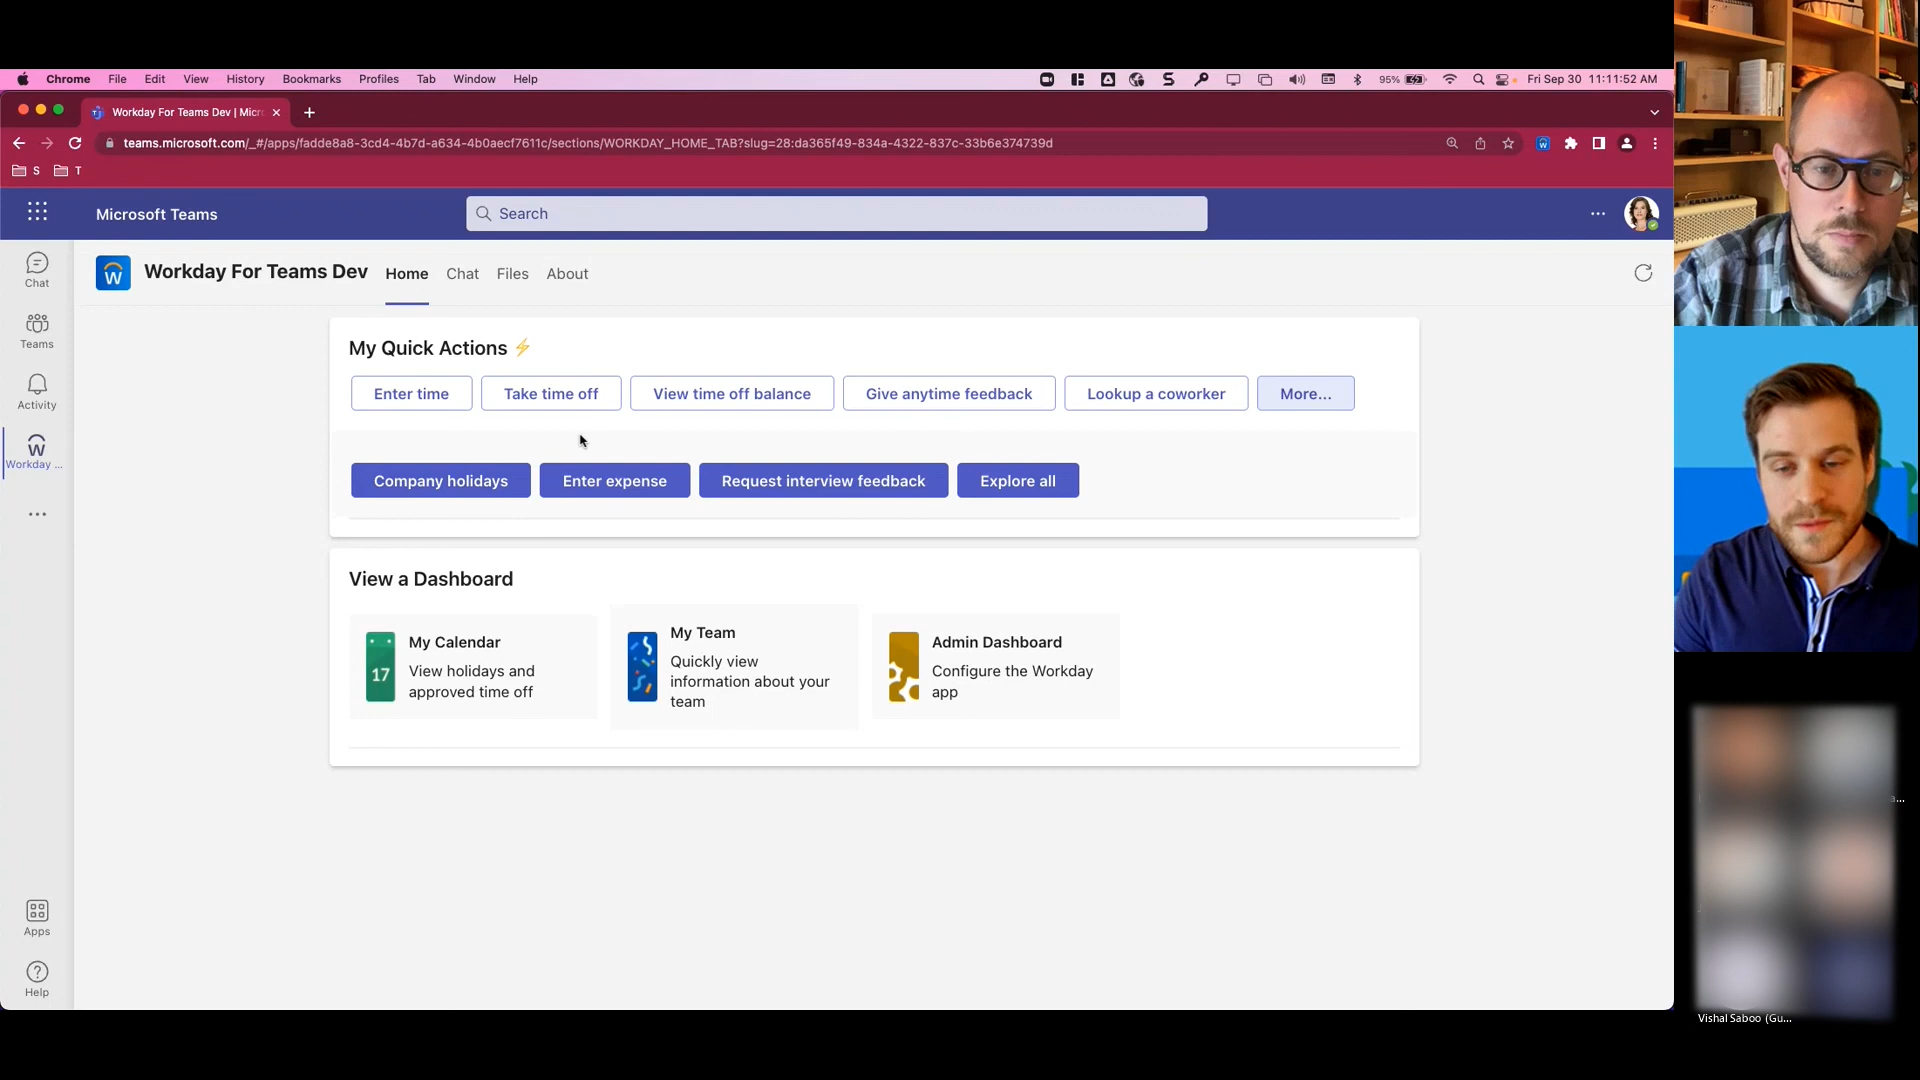 Chrome File Edit View History Bookmarks Profiles Tab Window Help
95% Fri Sep 30 11:11:52 AM
Workday For Teams Dev | Micr
teams.microsoft.com/_#/apps/fadde8a8-3cd4-4b7d-a634-4b0aecf7611c/sections/WORKDAY_HOME_TAB?slug=28:da365f49-834a-4322-837c-33b6e374739d
S T
Microsoft Teams
Search
Chat
Teams
Activity
Workday ...
Apps
Help
Workday For Teams Dev Home Chat Files About
My Quick Actions ⚡
Enter time Take time off View time off balance Give anytime feedback Lookup a coworker More...
Company holidays Enter expense Request interview feedback Explore all
View a Dashboard
17
My Calendar
View holidays and
approved time off
My Team
Quickly view
information about your
team
Admin Dashboard
Configure the Workday
app
Vishal Saboo (Gu...